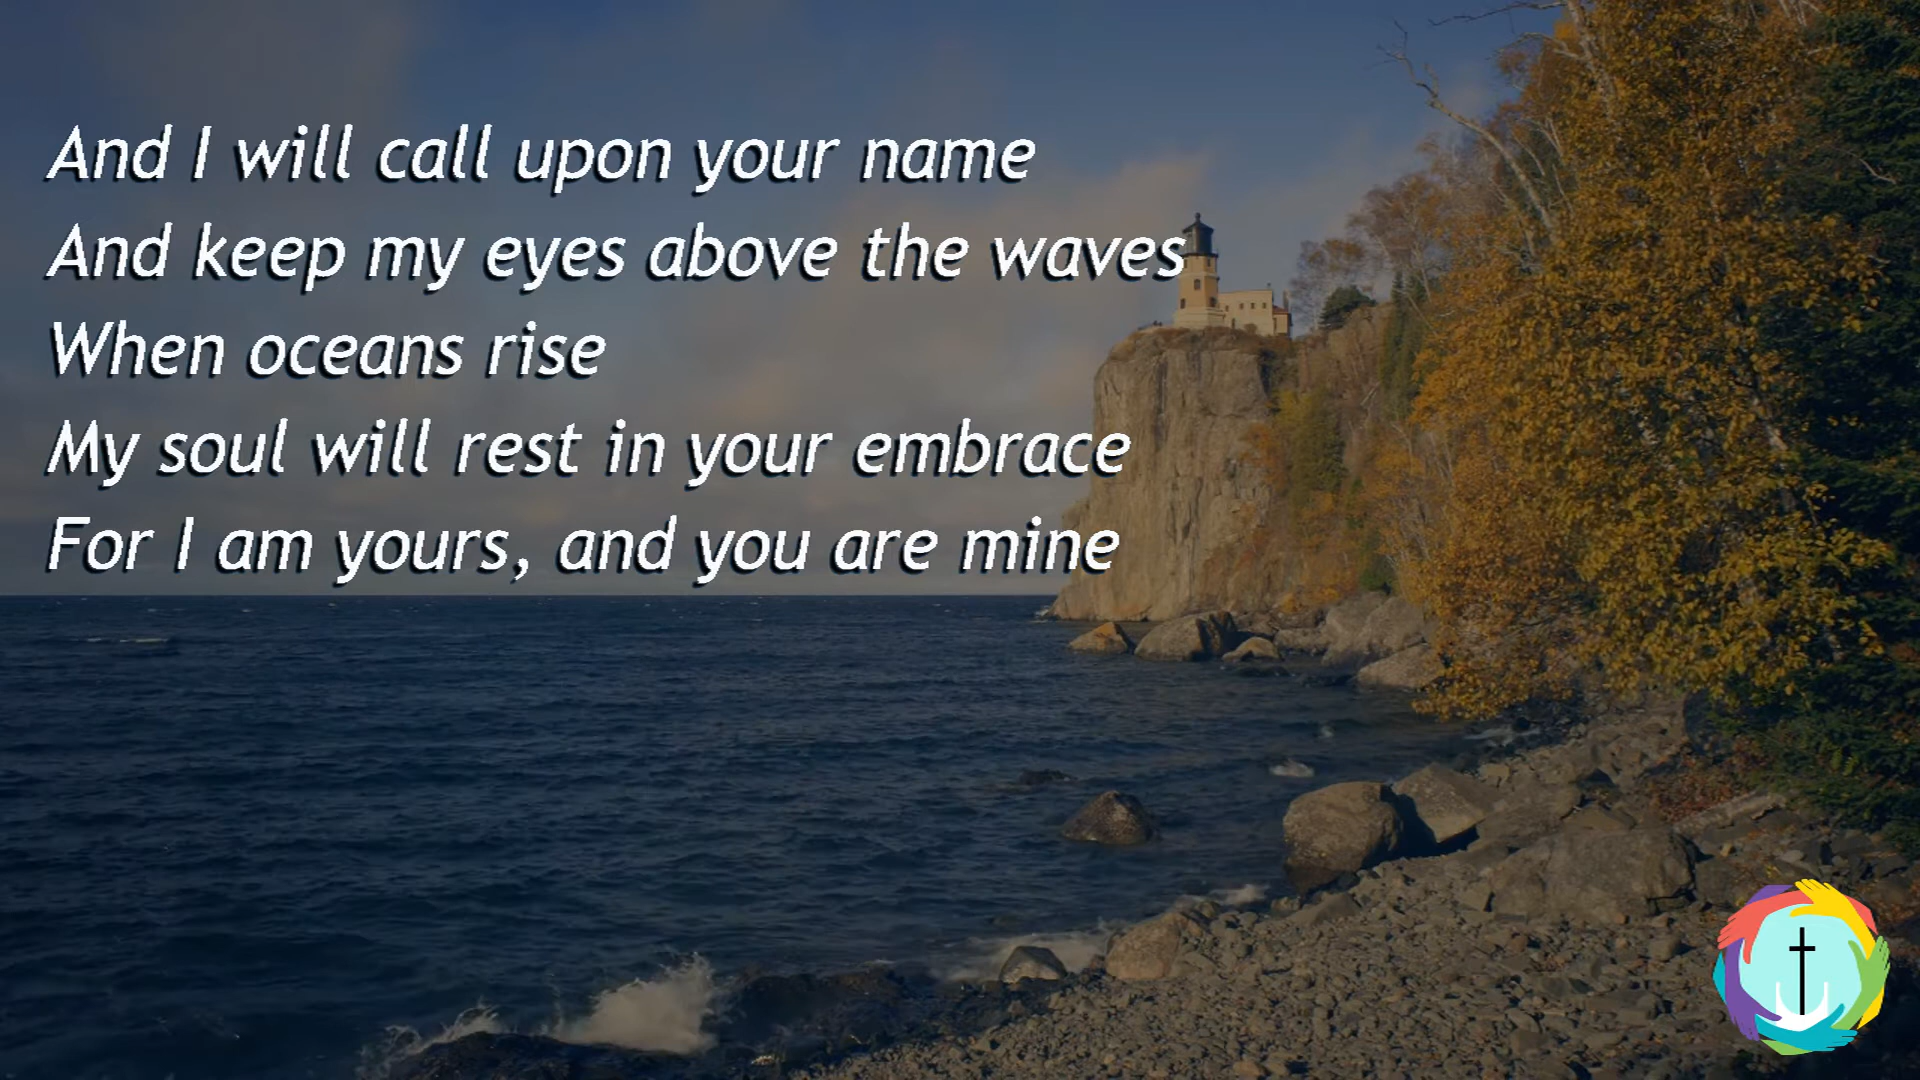 And I will call upon your name
And keep my eyes above the waves
When oceans rise
My soul will rest in your embrace
For I am yours, and you are mine